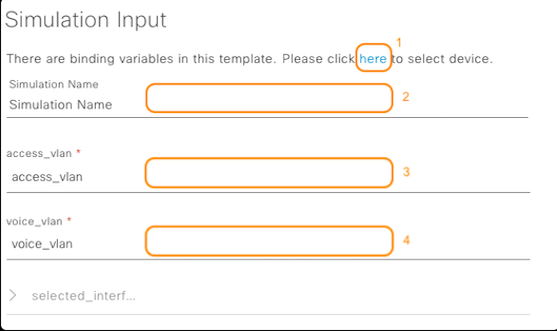 Simulation Input
1
There are binding variables in this template. Please click here to select device.
Simulation Name
Simulation Name
2
access_vlan *
access_vlan
3
voice_vlan *
voice_vlan
4
selected_interf...